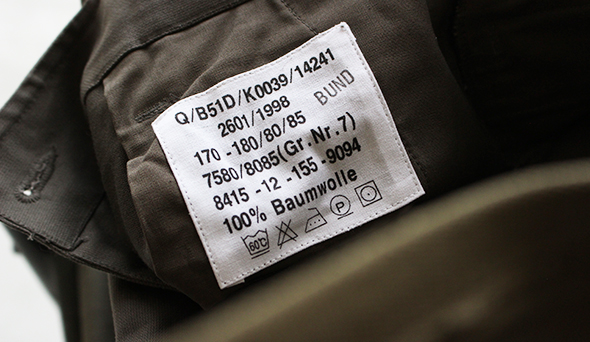 Q/B51D/K0039/14241
2601/1998 BUND
170 -180/80/85
7580/8085(Gr.Nr.7)
8415 -12 -155 -9094
100% Baumwolle
60°C P